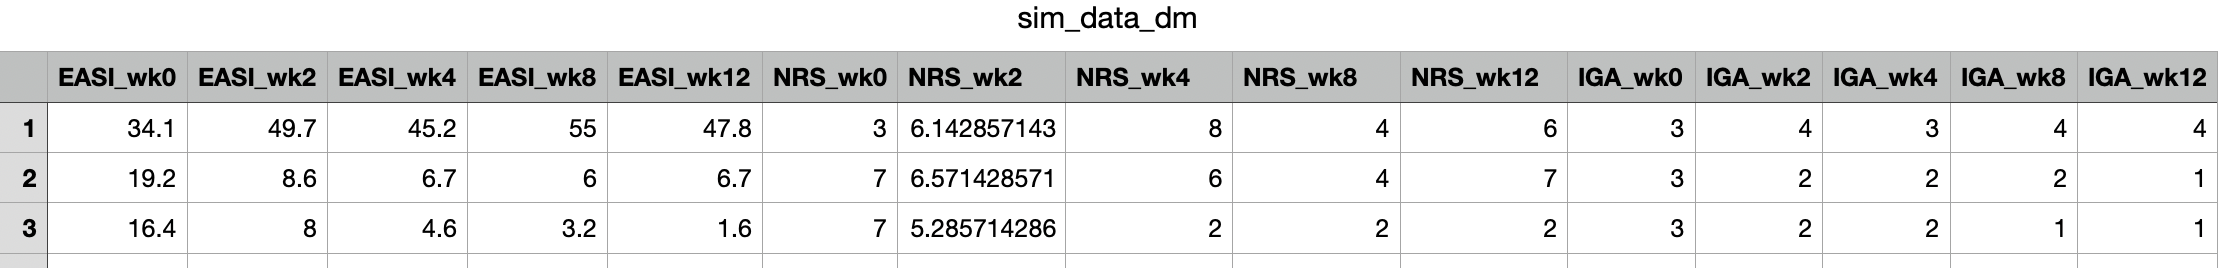 sim_data_dm
EASI_wk0 EASI_wk2 EASI_wk4 EASI_wk8 EASI_wk12 NRS_wk0 NRS_wk2 NRS_wk4 NRS_wk8 NRS_wk12 IGA_wk0 IGA_wk2 IGA_wk4 IGA_wk8 IGA_wk12
1 34.1 49.7 45.2 55 47.8 3 6.142857143 8 4 6 3 4 3 4 4
2 19.2 8.6 6.7 6 6.7 7 6.571428571 6 4 7 3 2 2 2 1
3 16.4 8 4.6 3.2 1.6 7 5.285714286 2 2 2 3 2 2 1 1